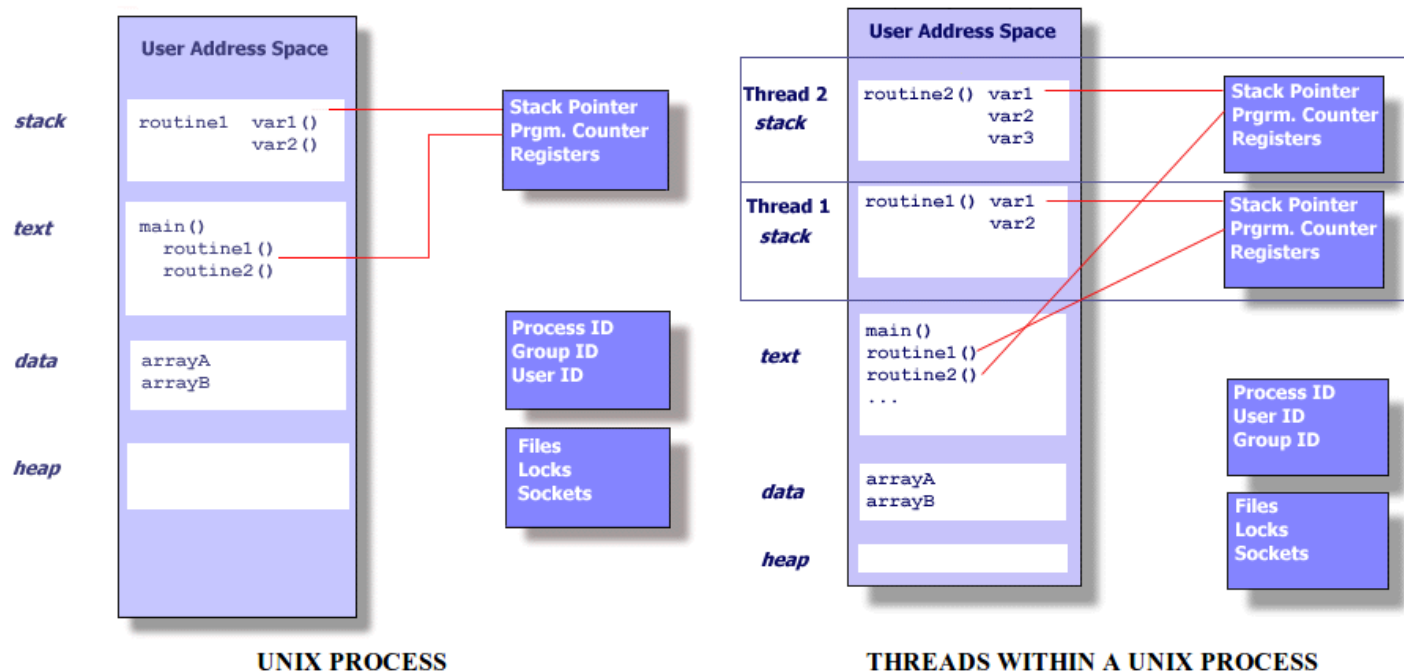 User Address Space
stack
routine1 var1()
var2()
Stack Pointer
Prgm. Counter
Registers
text
main()
routine1()
routine2()
data
arrayA
arrayB
Process ID
Group ID
User ID
heap
Files
Locks
Sockets
UNIX PROCESS
User Address Space
Thread 2
stack
routine2() var1
var2
var3
Stack Pointer
Prgrm. Counter
Registers
Thread 1
stack
routine1() var1
var2
Stack Pointer
Prgrm. Counter
Registers
text
main()
routine1()
routine2()
...
Process ID
User ID
Group ID
data
arrayA
arrayB
Files
Locks
Sockets
heap
THREADS WITHIN A UNIX PROCESS